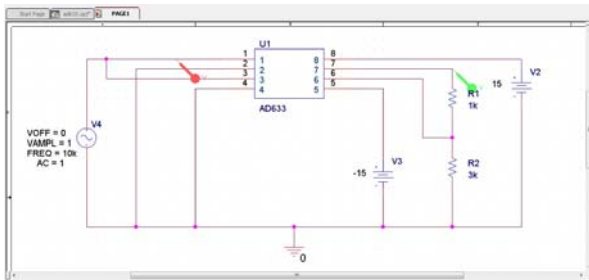 Start Page
PAGE1
U1
1 1 8 8
2 2 7 7
3 3 6 6
4 4 5 5
AD633
V2
15
R1
1k
V4
VOFF = 0
VAMPL = 1
FREQ = 10k
AC = 1
V3
-15
R2
3k
0